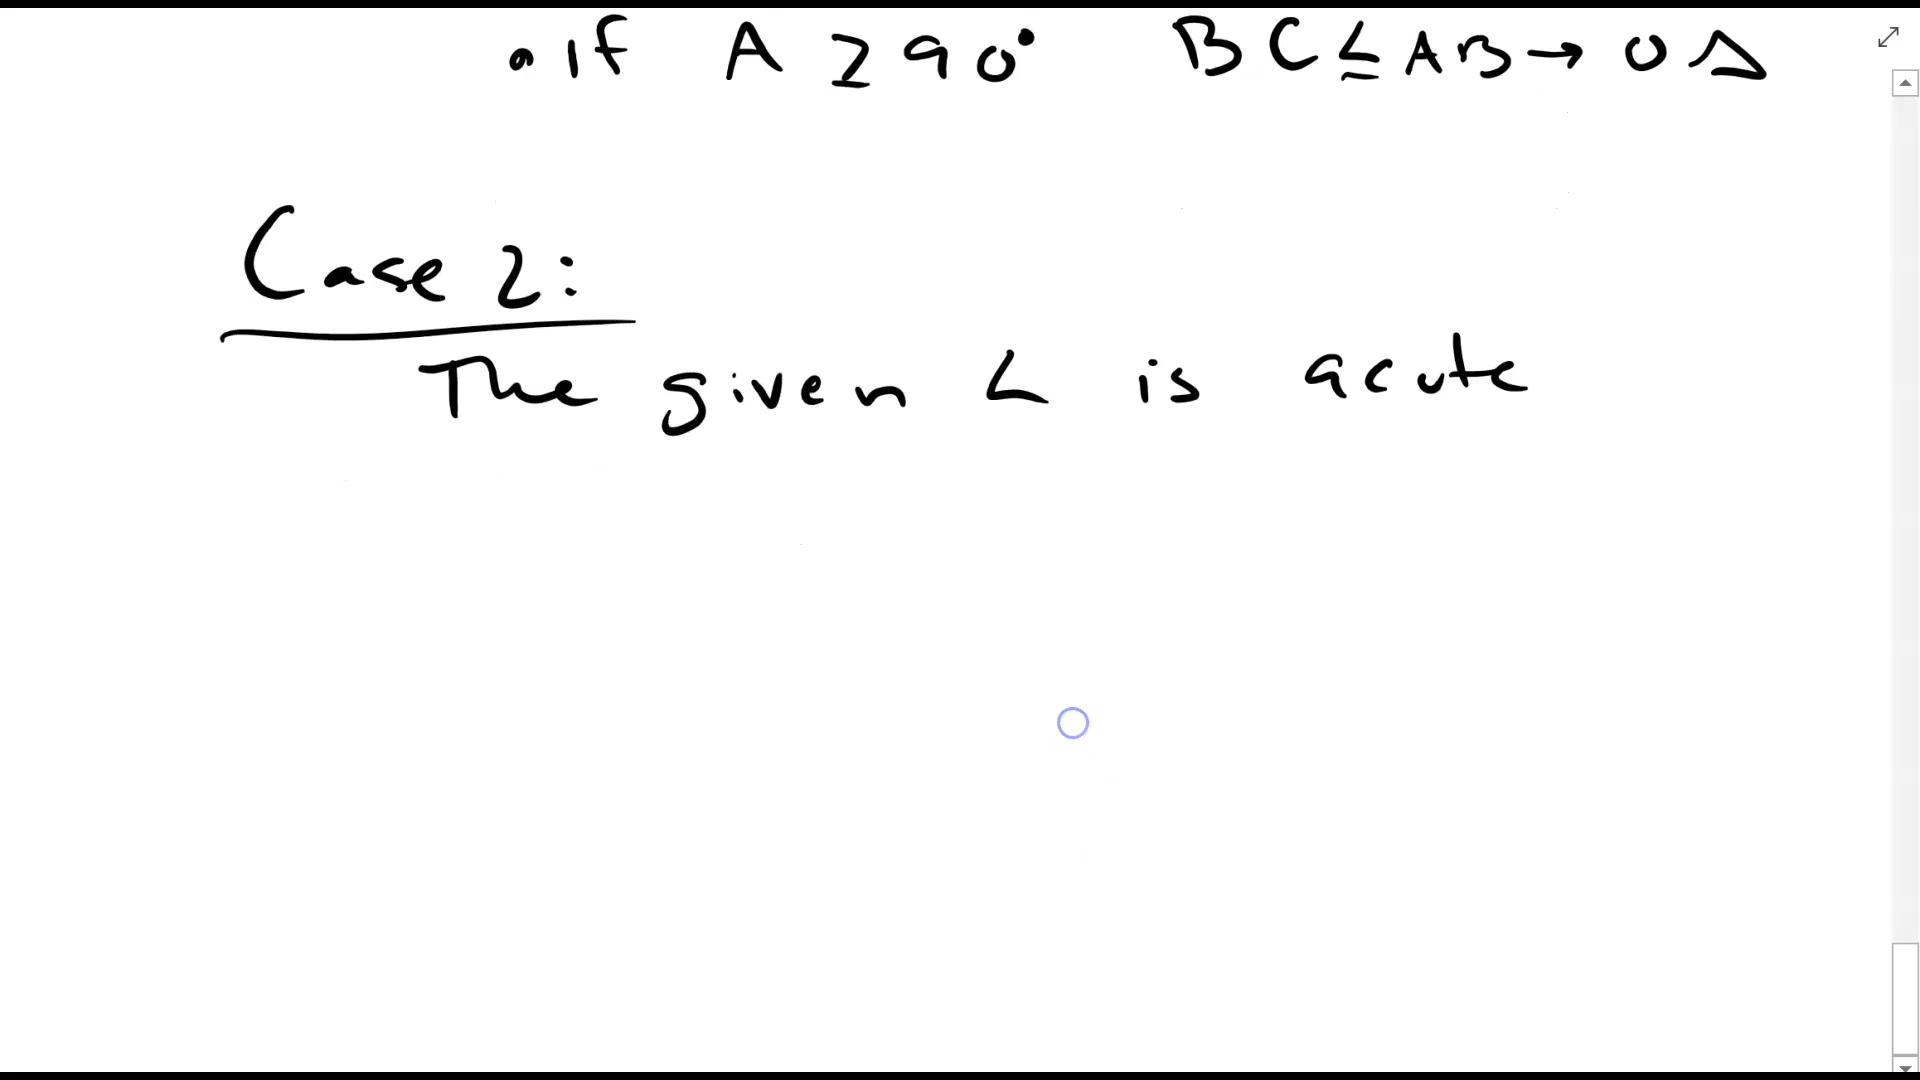 • If A ≥ 90° BC ≤ AB → 0 △
Case 2:
The given ∠ is acute